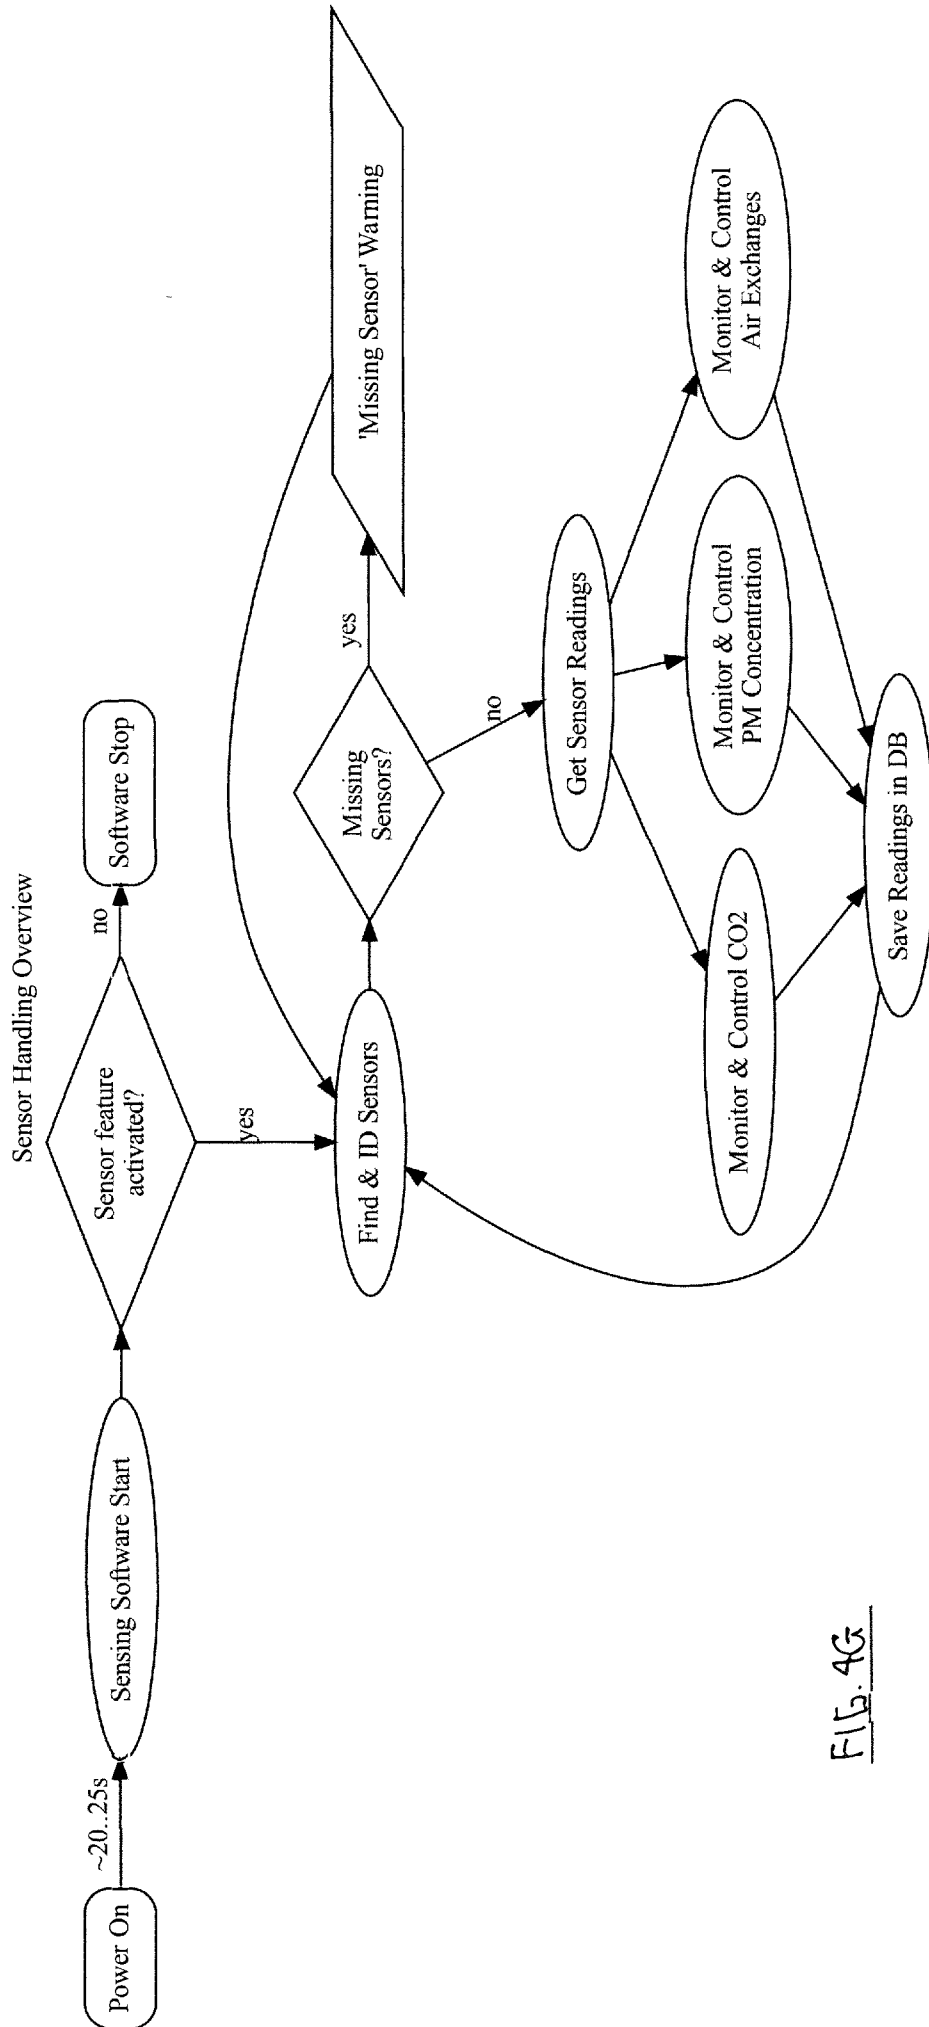 Sensor Handling Overview
Power On
~20..25s
Sensing Software Start
Sensor feature
activated?
no
Software Stop
yes
Find & ID Sensors
Missing
Sensors?
yes
'Missing Sensor' Warning
no
Get Sensor Readings
Monitor & Control CO2
Monitor & Control
PM Concentration
Monitor & Control
Air Exchanges
Save Readings in DB
FIG. 4G